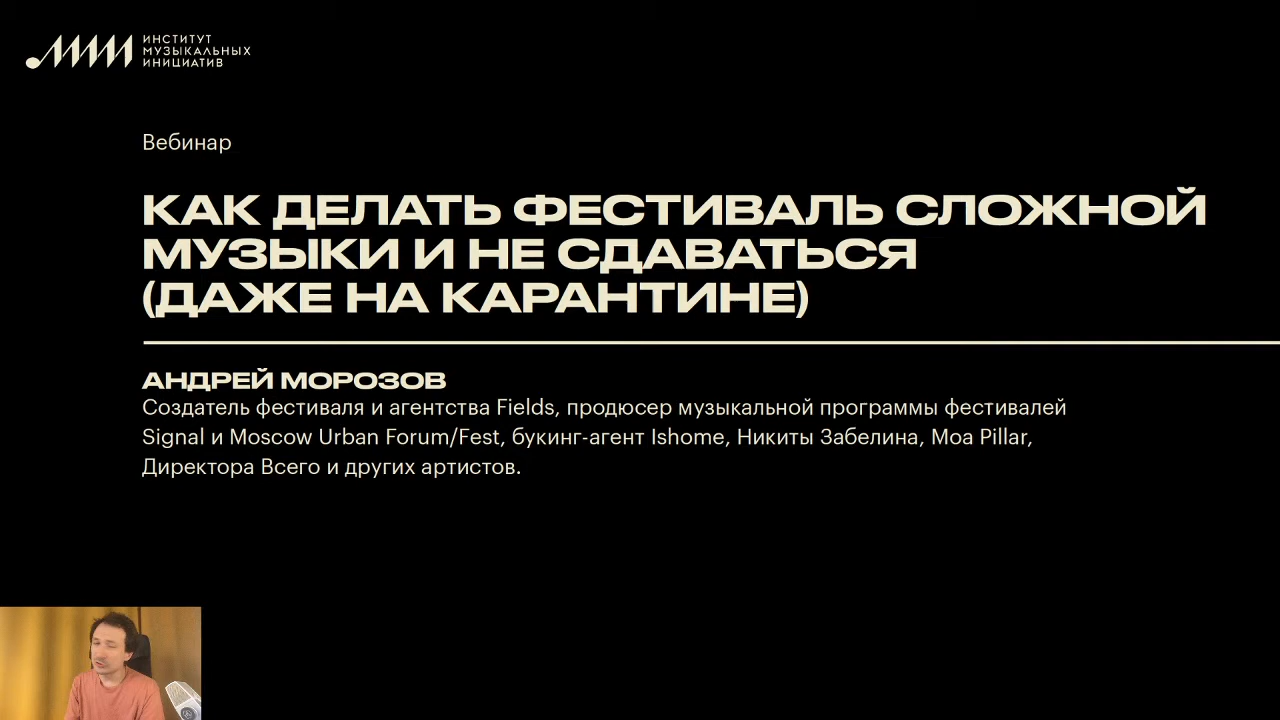 ИНСТИТУТ
МУЗЫКАЛЬНЫХ
ИНИЦИАТИВ
Вебинар
КАК ДЕЛАТЬ ФЕСТИВАЛЬ СЛОЖНОЙ
МУЗЫКИ И НЕ СДАВАТЬСЯ
(ДАЖЕ НА КАРАНТИНЕ)
АНДРЕЙ МОРОЗОВ
Создатель фестиваля и агентства Fields, продюсер музыкальной программы фестивалей
Signal и Moscow Urban Forum/Fest, букинг-агент Ishome, Никиты Забелина, Moa Pillar,
Директора Всего и других артистов.